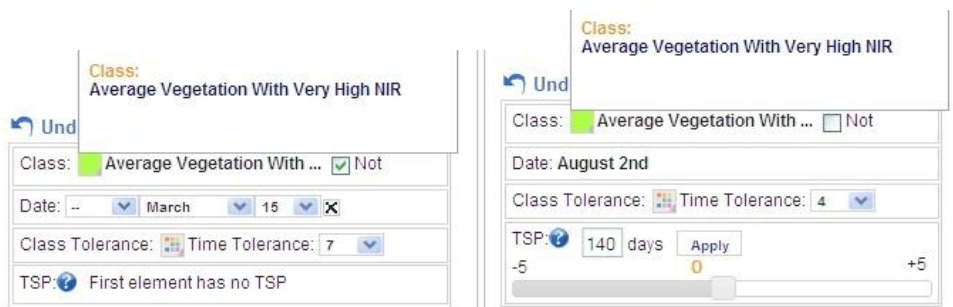 Class:
Average Vegetation With Very High NIR
Und
Class: Average Vegetation With ... Not
Date: -- March 15
Class Tolerance: Time Tolerance: 7
TSP: ? First element has no TSP
Class:
Average Vegetation With Very High NIR
Und
Class: Average Vegetation With ... Not
Date: August 2nd
Class Tolerance: Time Tolerance: 4
TSP: ? 140 days Apply
-5 0 +5